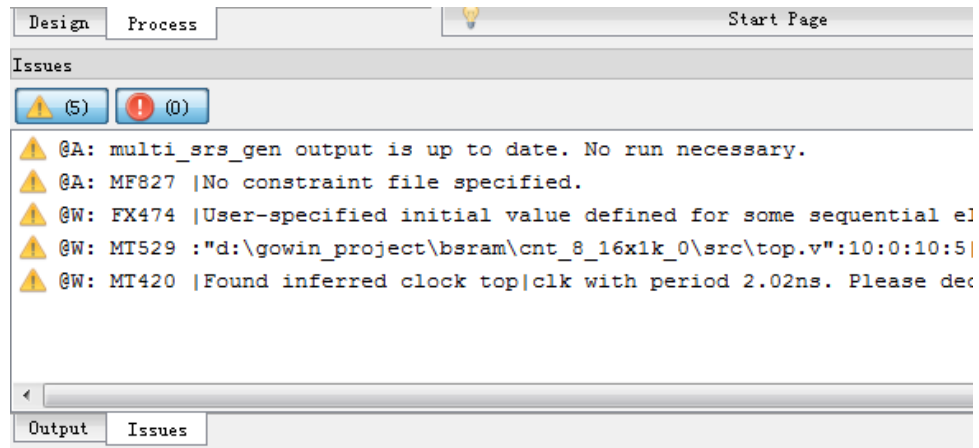 Design Process Start Page
Issues
(5) (0)
@A: multi_srs_gen output is up to date. No run necessary.
@A: MF827 |No constraint file specified.
@W: FX474 |User-specified initial value defined for some sequential
@W: MT529 :"d:\gowin_project\bsram\cnt_8_16x1k_0\src\top.v":10:0:10:5|
@W: MT420 |Found inferred clock top|clk with period 2.02ns. Please
Output Issues